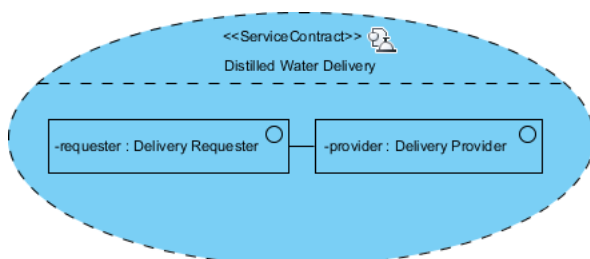 <<ServiceContract>>
Distilled Water Delivery
-requester : Delivery Requester
-provider : Delivery Provider